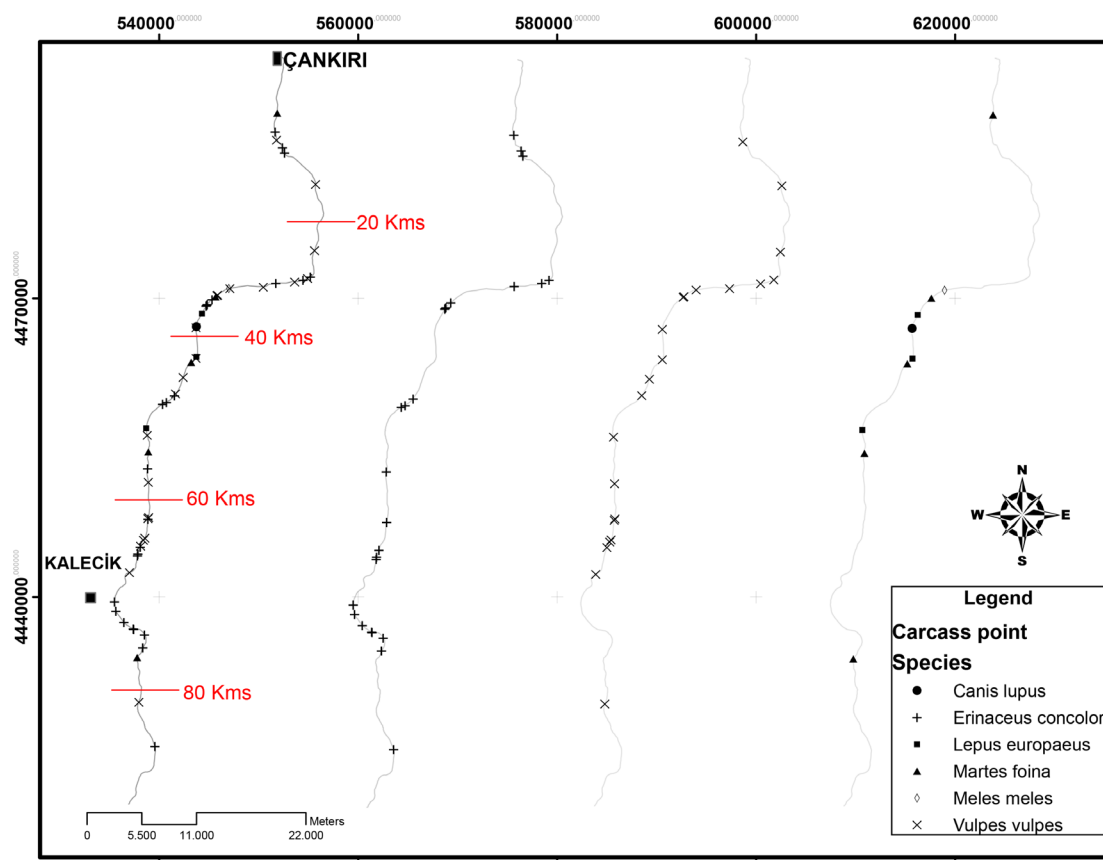 540000.000000 560000.000000 580000.000000 600000.000000 620000.000000
ÇANKIRI
20 Kms
4470000.000000
40 Kms
60 Kms
KALECİK
4440000.000000
80 Kms
N
W E
S
Legend
Carcass point
Species
Canis lupus
Erinaceus concolor
Lepus europaeus
Martes foina
Meles meles
Vulpes vulpes
Meters
0 5.500 11.000 22.000